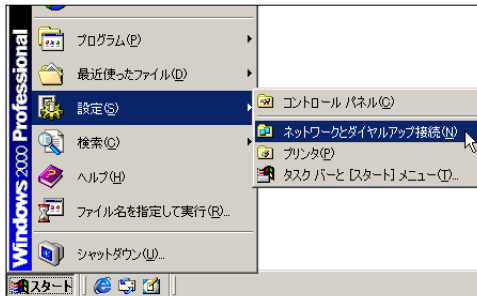 Windows 2000 Professional
プログラム(P)
最近使ったファイル(D)
設定(S)
検索(C)
ヘルプ(H)
ファイル名を指定して実行(R)...
シャットダウン(U)...
コントロール パネル(C)
ネットワークとダイヤルアップ接続(N)
プリンタ(P)
タスク バーと [スタート] メニュー(T)...
スタート